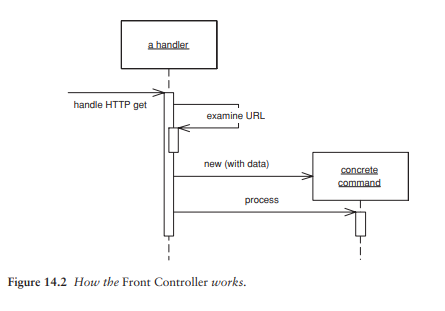 a handler
handle HTTP get
examine URL
new (with data)
concrete
command
process
Figure 14.2 How the Front Controller works.